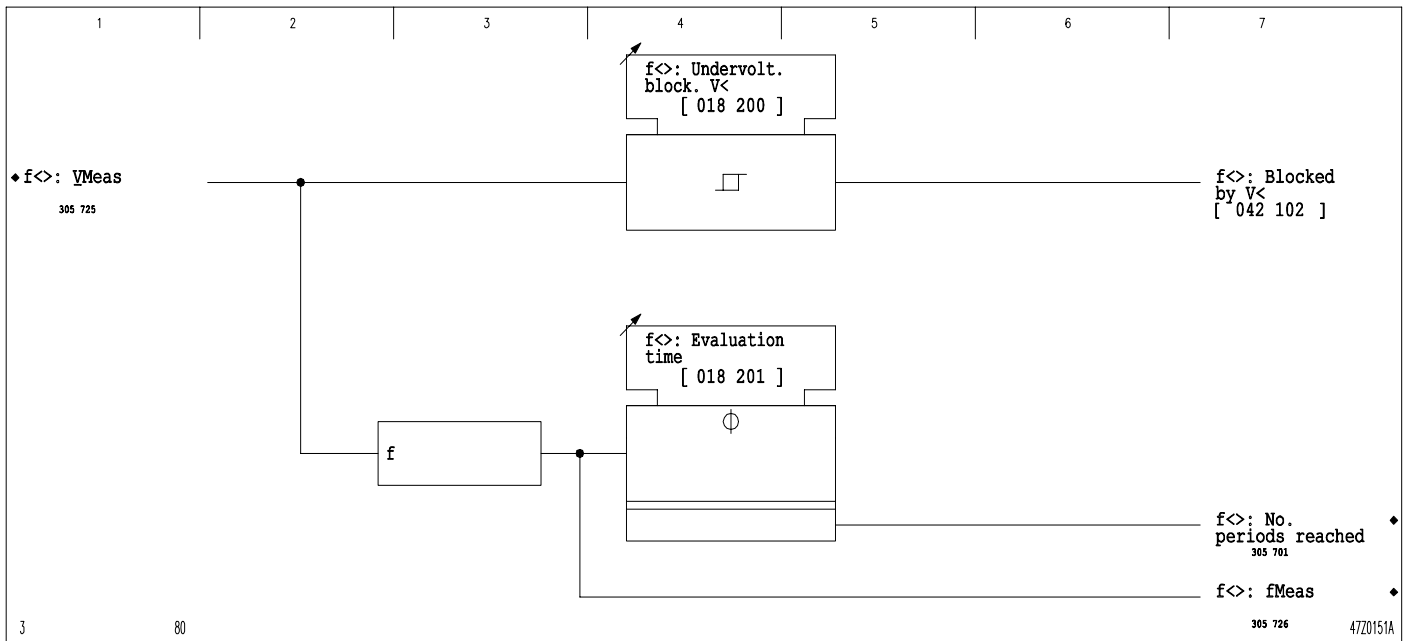 1 2 3 4 5 6 7
f<>: Undervolt.
block. V<
[ 018 200 ]
f<>: VMeas
305 725
f<>: Blocked
by V<
[ 042 102 ]
f<>: Evaluation
time
[ 018 201 ]
f
f<>: No.
periods reached
305 701
f<>: fMeas
305 726
3 80 47Z0151A